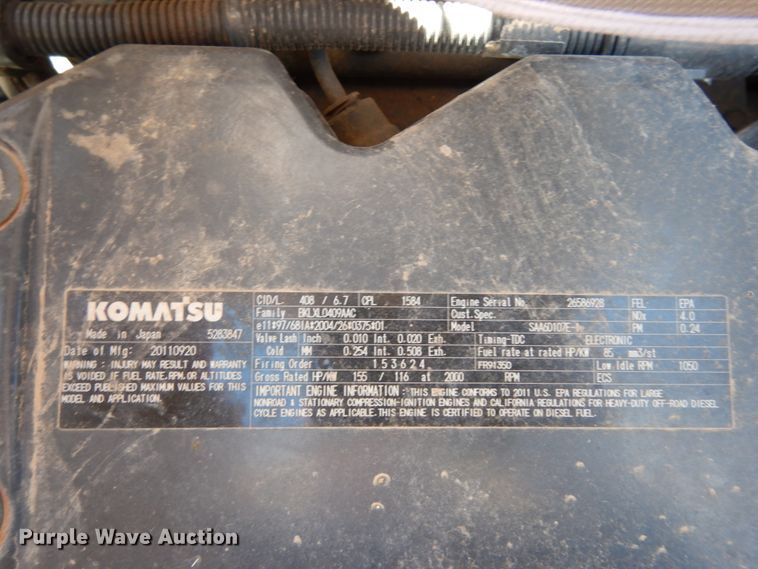 KOMATSU
Made in Japan 5283847
Date of Mfg: 20110920
WARNING : INJURY MAY RESULT AND WARRANTY
AS VOIDED IF FUEL RATE.RPM.OR ALTITUDES
EXCEED PUBLISHED MAXIMUM VALUES FOR THIS
MODEL AND APPLICATION.
CID/L. 408 / 6.7 CPL 1584 Engine Serial No. 26586928 FEL EPA
Family BKLXL0409AAC Cust.Spec. NOx 4.0
e11#97/68IA#2004/26#0375#01 Model SAA6D107E-1 PM 0.24
Valve Lash Inch 0.010 Int. 0.020 Exh. Timing-TDC ELECTRONIC
Cold MM 0.254 Int. 0.508 Exh. Fuel rate at rated HP/KW 85 mm3/st
Firing Order 1 5 3 6 2 4 FR91350 Low Idle RPM 1050
Gross Rated HP/KW 155 / 116 at 2000 RPM ECS
IMPORTANT ENGINE INFORMATION : THIS ENGINE CONFORMS TO 2011 U.S. EPA REGULATIONS FOR LARGE
NONROAD & STATIONARY COMPRESSION-IGNITION ENGINES AND CALIFORNIA REGULATIONS FOR HEAVY-DUTY OFF-ROAD DIESEL
CYCLE ENGINES AS APPLICABLE.THIS ENGINE IS CERTIFIED TO OPERATE ON DIESEL FUEL.
Purple Wave Auction